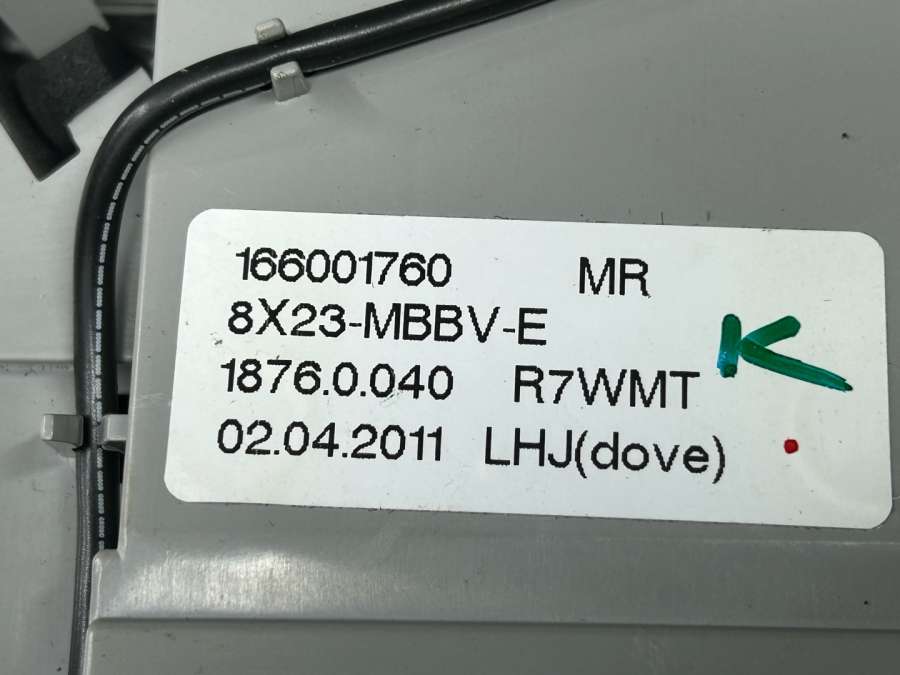 166001760 MR
8X23-MBBV-E
1876.0.040 R7WMT
02.04.2011 LHJ(dove)
K